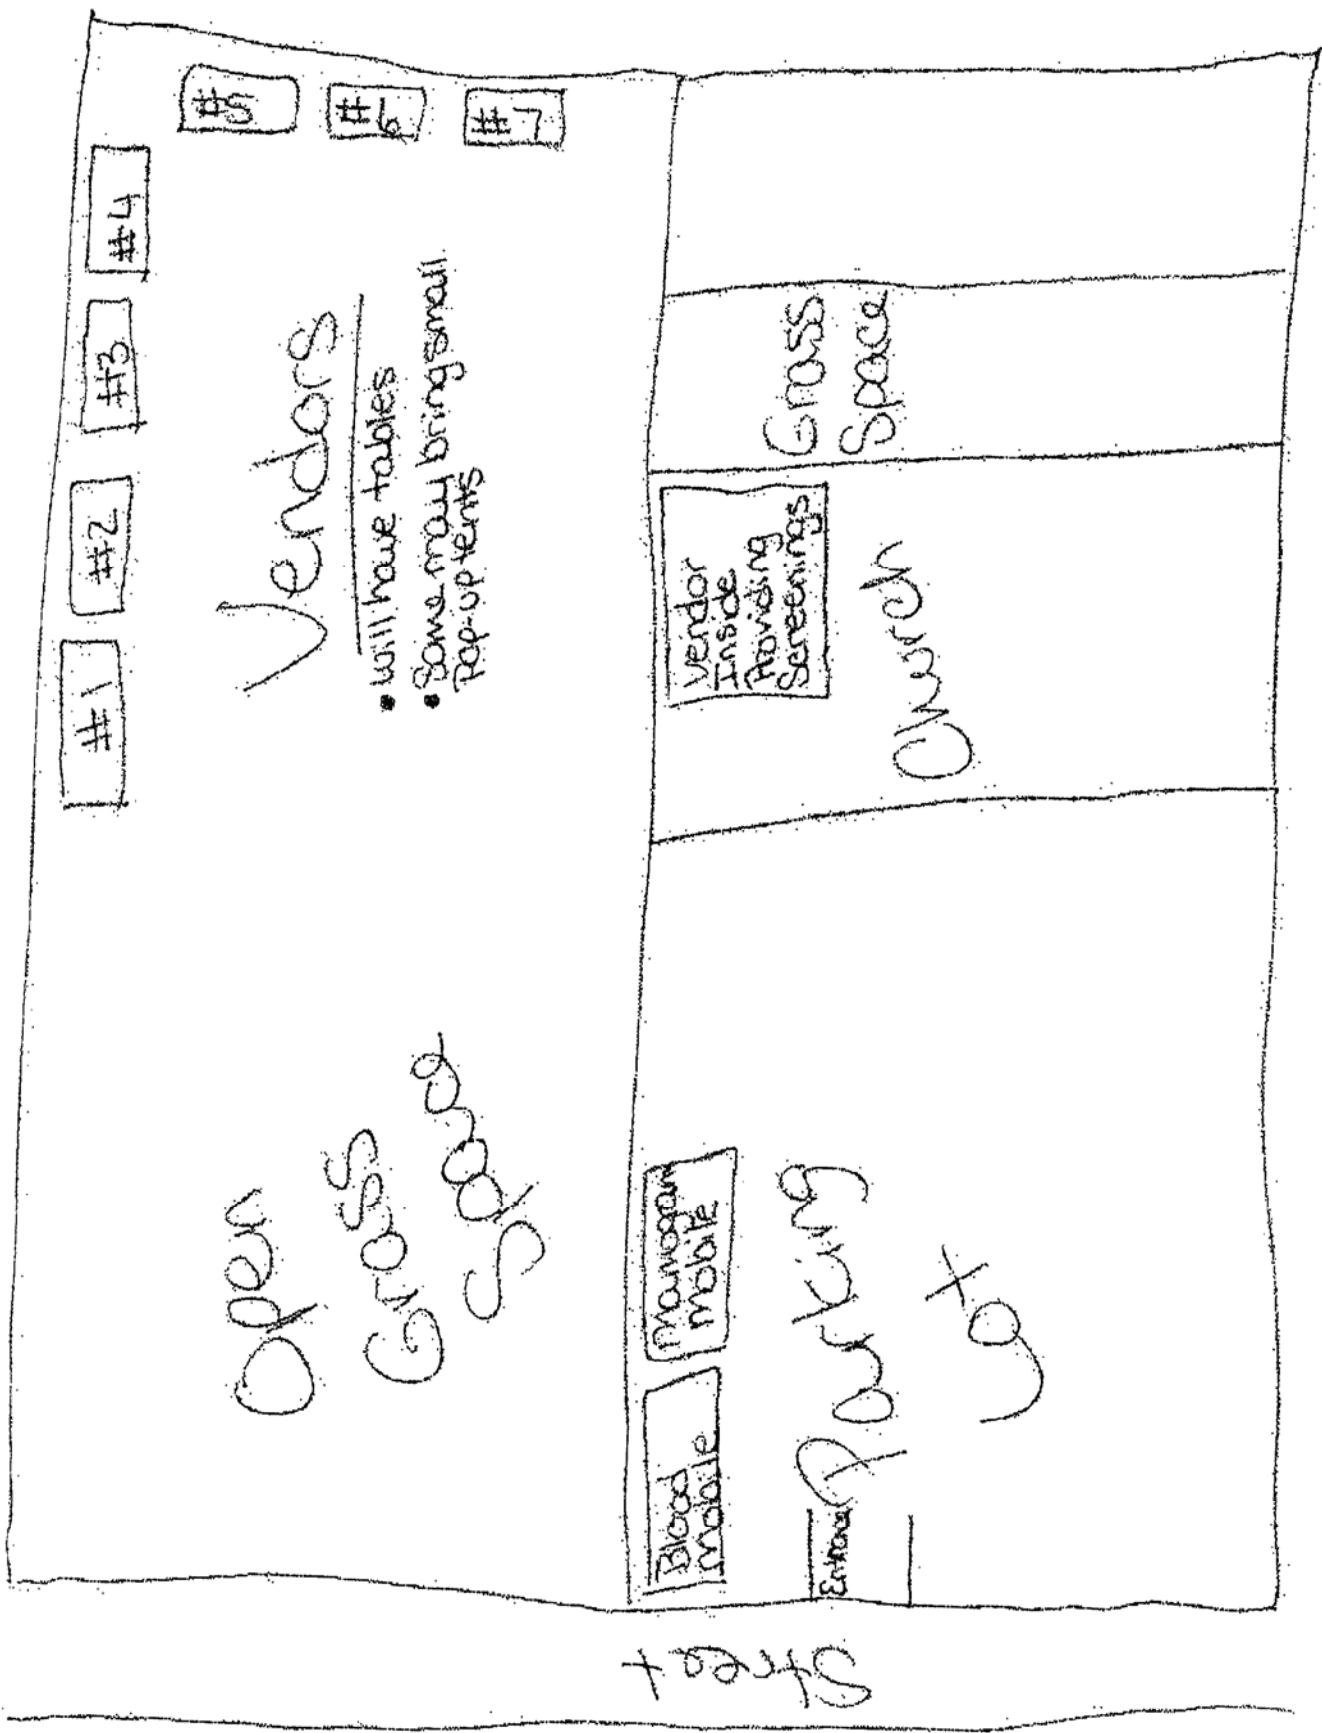 #1
#2
#3
#4
#5
#6
#7
Vendors
• will have tables
• Some may bring small
Pop-up tents
Open
Grass
Space
Blood
mobile
mamogram
mobile
Entrance
Parking
Lot
Vendor
Inside
Providing
Screenings
Church
Grass
Space
Street